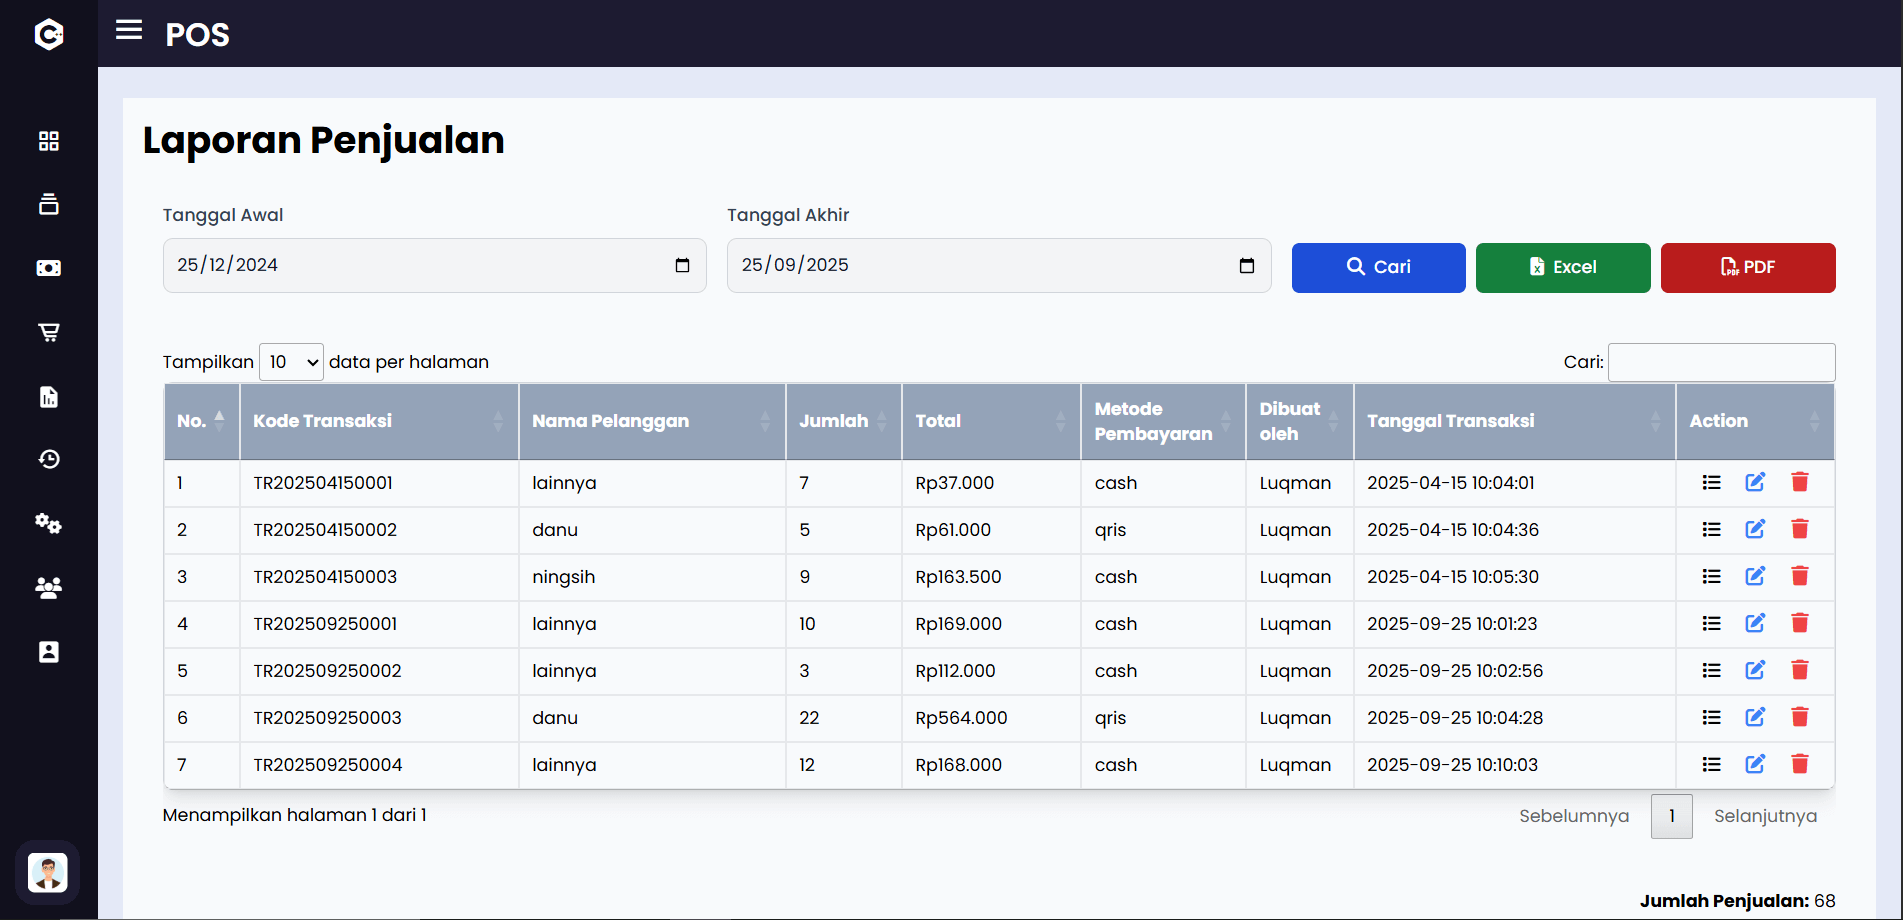 POS
Laporan Penjualan
Tanggal Awal
Tanggal Akhir
25/12/2024
25/09/2025
Cari
Excel
PDF
Tampilkan 10 data per halaman
Cari:
No. Kode Transaksi Nama Pelanggan Jumlah Total Metode Pembayaran Dibuat oleh Tanggal Transaksi Action
1 TR202504150001 lainnya 7 Rp37.000 cash Luqman 2025-04-15 10:04:01
2 TR202504150002 danu 5 Rp61.000 qris Luqman 2025-04-15 10:04:36
3 TR202504150003 ningsih 9 Rp163.500 cash Luqman 2025-04-15 10:05:30
4 TR202509250001 lainnya 10 Rp169.000 cash Luqman 2025-09-25 10:01:23
5 TR202509250002 lainnya 3 Rp112.000 cash Luqman 2025-09-25 10:02:56
6 TR202509250003 danu 22 Rp564.000 qris Luqman 2025-09-25 10:04:28
7 TR202509250004 lainnya 12 Rp168.000 cash Luqman 2025-09-25 10:10:03
Menampilkan halaman 1 dari 1
Sebelumnya 1 Selanjutnya
Jumlah Penjualan: 68